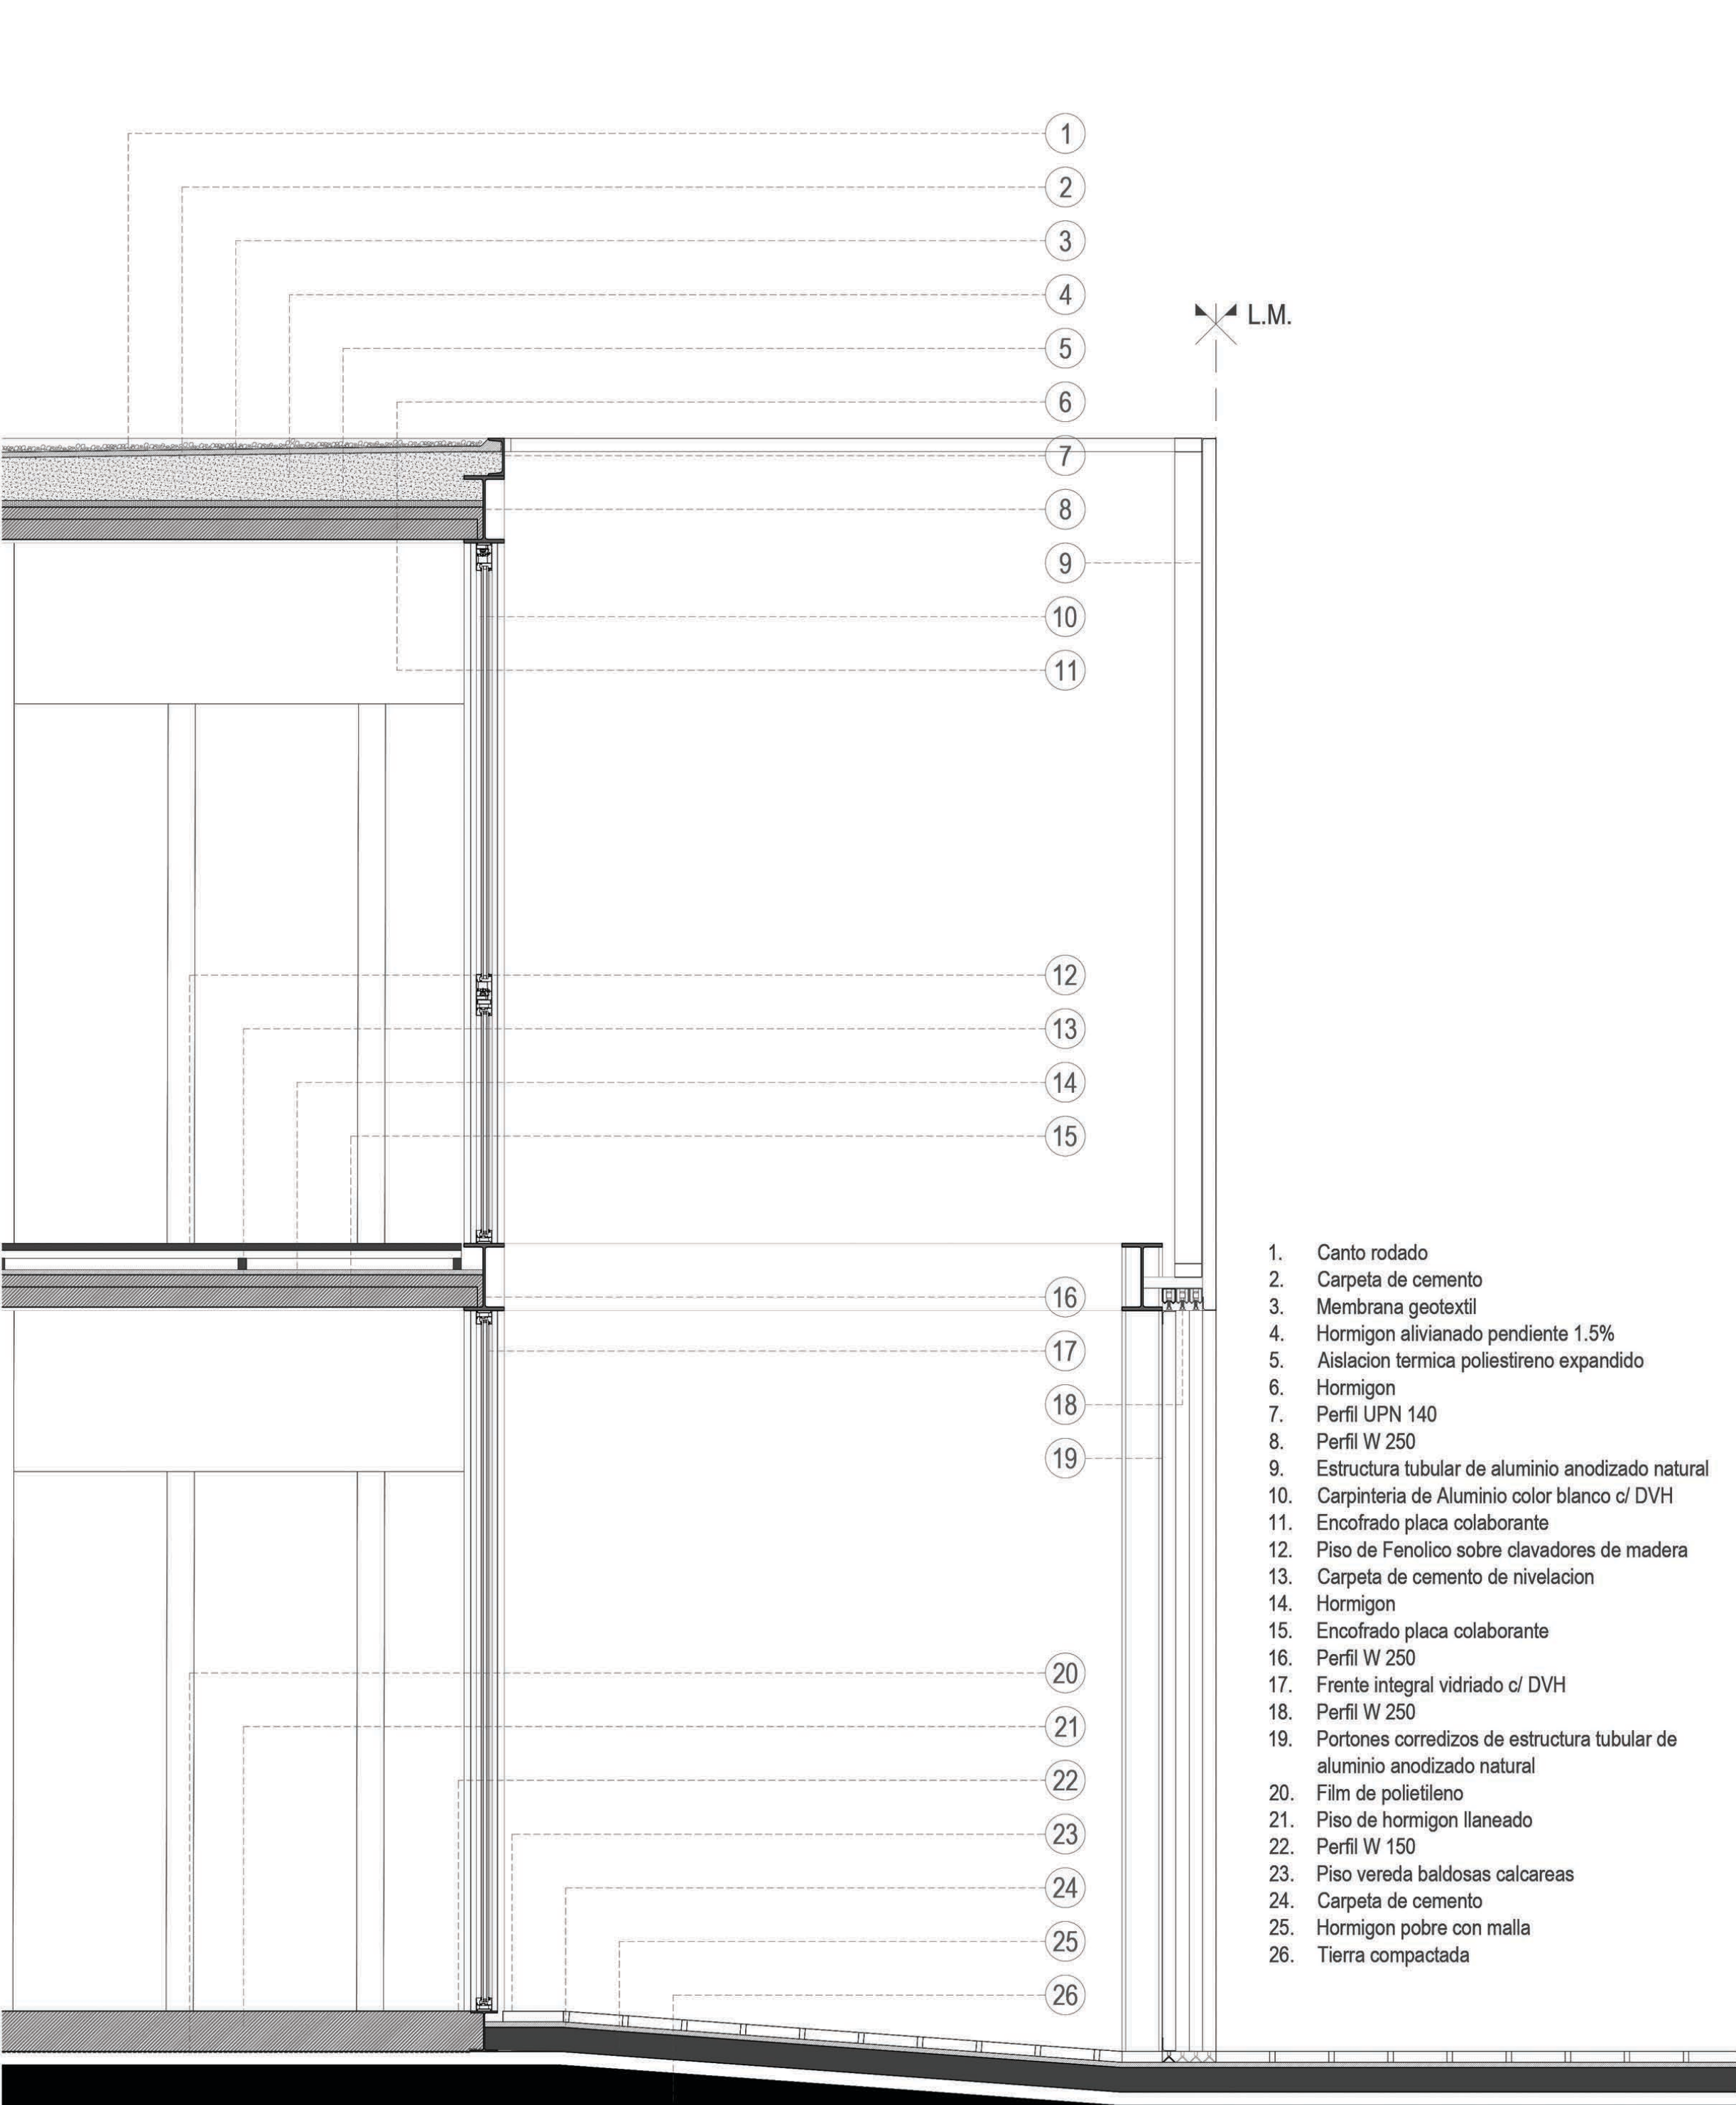 1
2
3
4
L.M.
5
6
7
8
9
10
11
12
13
14
15
16
17
18
19
20
21
22
23
24
25
26
1. Canto rodado
2. Carpeta de cemento
3. Membrana geotextil
4. Hormigon alivianado pendiente 1.5%
5. Aislacion termica poliestireno expandido
6. Hormigon
7. Perfil UPN 140
8. Perfil W 250
9. Estructura tubular de aluminio anodizado natural
10. Carpinteria de Aluminio color blanco c/ DVH
11. Encofrado placa colaborante
12. Piso de Fenolico sobre clavadores de madera
13. Carpeta de cemento de nivelacion
14. Hormigon
15. Encofrado placa colaborante
16. Perfil W 250
17. Frente integral vidriado c/ DVH
18. Perfil W 250
19. Portones corredizos de estructura tubular de
aluminio anodizado natural
20. Film de polietileno
21. Piso de hormigon llaneado
22. Perfil W 150
23. Piso vereda baldosas calcareas
24. Carpeta de cemento
25. Hormigon pobre con malla
26. Tierra compactada